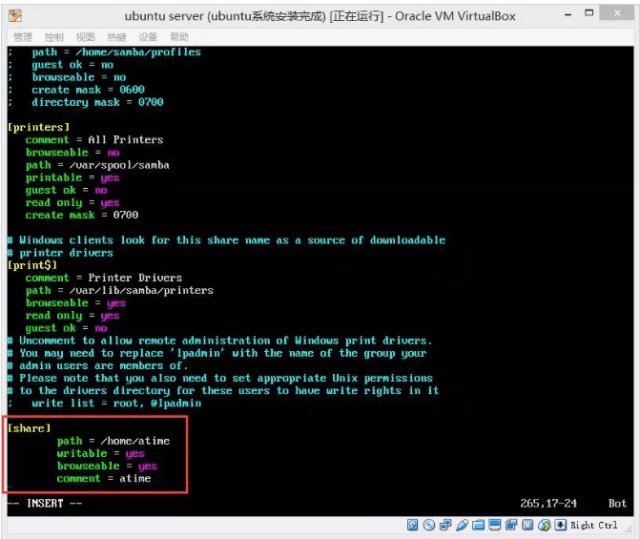 ubuntu server (ubuntu系统安装完成) [正在运行] - Oracle VM VirtualBox
管理 控制 视图 热键 设备 帮助
;   path = /home/samba/profiles
;   guest ok = no
;   browseable = no
;   create mask = 0600
;   directory mask = 0700
[printers]
comment = All Printers
browseable = no
path = /var/spool/samba
printable = yes
guest ok = no
read only = yes
create mask = 0700
# Windows clients look for this share name as a source of downloadable
# printer drivers
[print$]
comment = Printer Drivers
path = /var/lib/samba/printers
browseable = yes
read only = yes
guest ok = no
# Uncomment to allow remote administration of Windows print drivers.
# You may need to replace 'lpadmin' with the name of the group your
# admin users are members of.
# Please note that you also need to set appropriate Unix permissions
# to the drivers directory for these users to have write rights in it
;   write list = root, @lpadmin
[share]
path = /home/atime
writable = yes
browseable = yes
comment = atime
-- INSERT -- 265,17-24 Bot
Right Ctrl